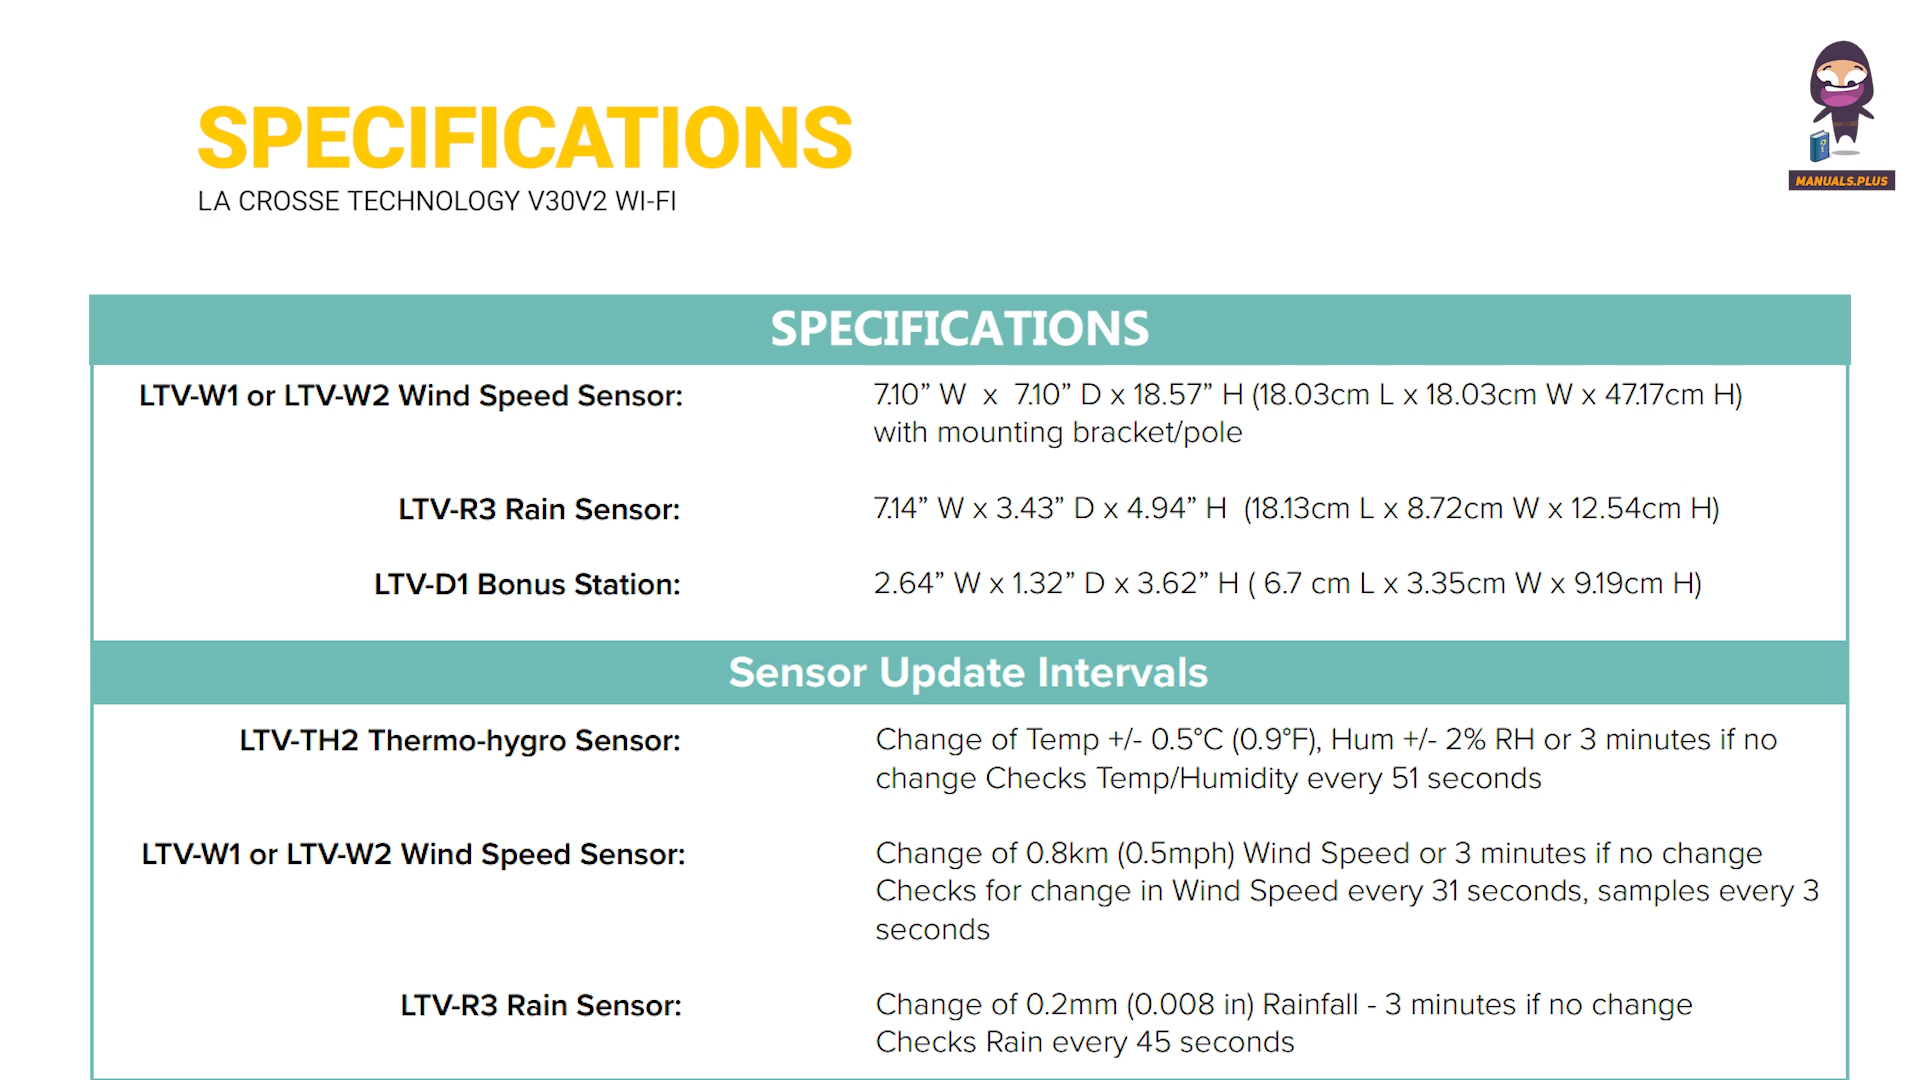 SPECIFICATIONS
LA CROSSE TECHNOLOGY V30V2 WI-FI
?
MANUALS.PLUS
SPECIFICATIONS
LTV-W1 or LTV-W2 Wind Speed Sensor: 7.10” W x 7.10” D x 18.57” H (18.03cm L x 18.03cm W x 47.17cm H)
with mounting bracket/pole
LTV-R3 Rain Sensor: 7.14” W x 3.43” D x 4.94” H (18.13cm L x 8.72cm W x 12.54cm H)
LTV-D1 Bonus Station: 2.64” W x 1.32” D x 3.62” H ( 6.7 cm L x 3.35cm W x 9.19cm H)
Sensor Update Intervals
LTV-TH2 Thermo-hygro Sensor: Change of Temp +/- 0.5°C (0.9°F), Hum +/- 2% RH or 3 minutes if no
change Checks Temp/Humidity every 51 seconds
LTV-W1 or LTV-W2 Wind Speed Sensor: Change of 0.8km (0.5mph) Wind Speed or 3 minutes if no change
Checks for change in Wind Speed every 31 seconds, samples every 3
seconds
LTV-R3 Rain Sensor: Change of 0.2mm (0.008 in) Rainfall - 3 minutes if no change
Checks Rain every 45 seconds